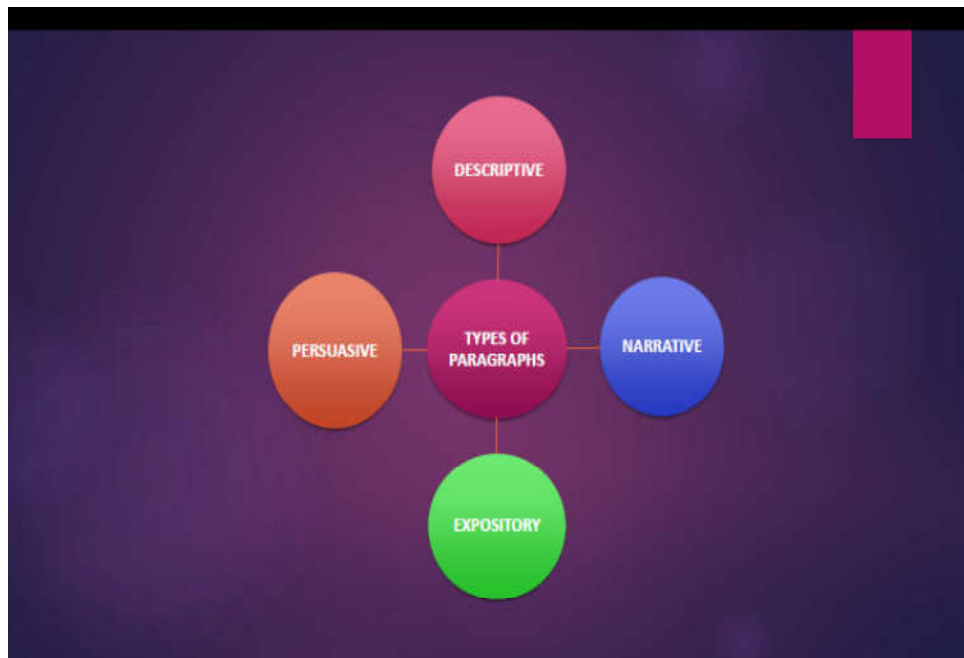 DESCRIPTIVE
PERSUASIVE
TYPES OF
PARAGRAPHS
NARRATIVE
EXPOSITORY